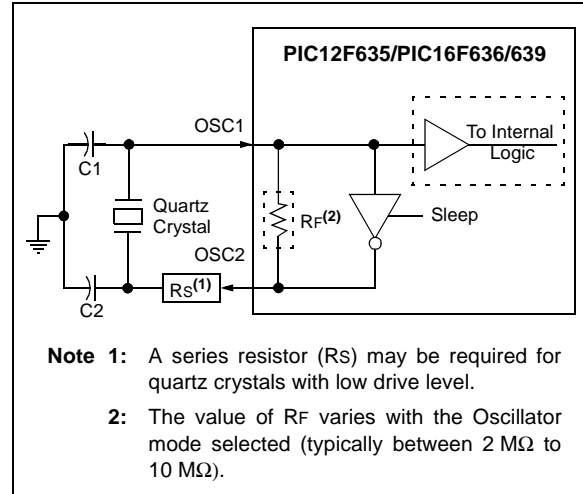 PIC12F635/PIC16F636/639
OSC1
To Internal
Logic
C1
Quartz
Crystal
RF(2)
Sleep
OSC2
RS(1)
C2
Note 1: A series resistor (RS) may be required for
quartz crystals with low drive level.
2: The value of RF varies with the Oscillator
mode selected (typically between 2 MΩ to
10 MΩ).